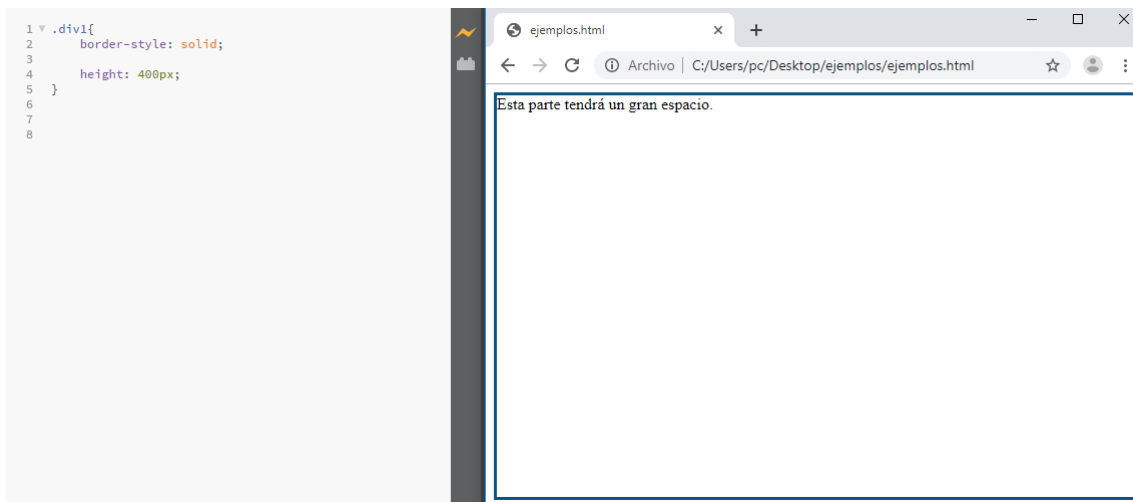 1 .div1{
2 border-style: solid;
3
4 height: 400px;
5 }
6
7
8
ejemplos.html
Archivo | C:/Users/pc/Desktop/ejemplos/ejemplos.html
Esta parte tendrá un gran espacio.